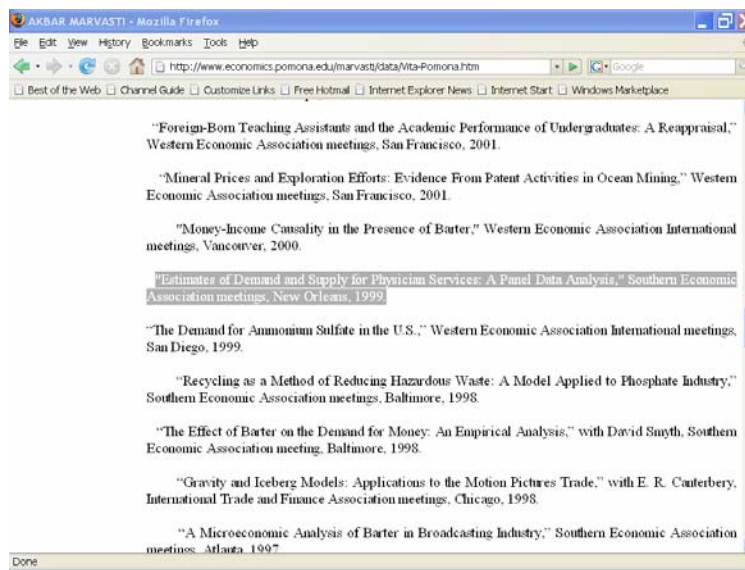 AKBAR MARVASTI - Mozilla Firefox
File Edit View History Bookmarks Tools Help
http://www.economics.pomona.edu/marvasti/data/Vita-Pomona.htm Google
Best of the Web Channel Guide Customize Links Free Hotmail Internet Explorer News Internet Start Windows Marketplace
“Foreign-Born Teaching Assistants and the Academic Performance of Undergraduates: A Reappraisal,”
Western Economic Association meetings, San Francisco, 2001.
“Mineral Prices and Exploration Efforts: Evidence From Patent Activities in Ocean Mining,” Western
Economic Association meetings, San Francisco, 2001.
"Money-Income Causality in the Presence of Barter," Western Economic Association International
meetings, Vancouver, 2000.
"Estimates of Demand and Supply for Physician Services: A Panel Data Analysis," Southern Economic
Association meetings, New Orleans, 1999.
“The Demand for Ammonium Sulfate in the U.S.,” Western Economic Association International meetings,
San Diego, 1999.
“Recycling as a Method of Reducing Hazardous Waste: A Model Applied to Phosphate Industry,”
Southern Economic Association meetings, Baltimore, 1998.
“The Effect of Barter on the Demand for Money: An Empirical Analysis,” with David Smyth, Southern
Economic Association meeting, Baltimore, 1998.
“Gravity and Iceberg Models: Applications to the Motion Pictures Trade,” with E. R. Canterbery,
International Trade and Finance Association meetings, Chicago, 1998.
“A Microeconomic Analysis of Barter in Broadcasting Industry,” Southern Economic Association
meetings, Atlanta, 1997
Done